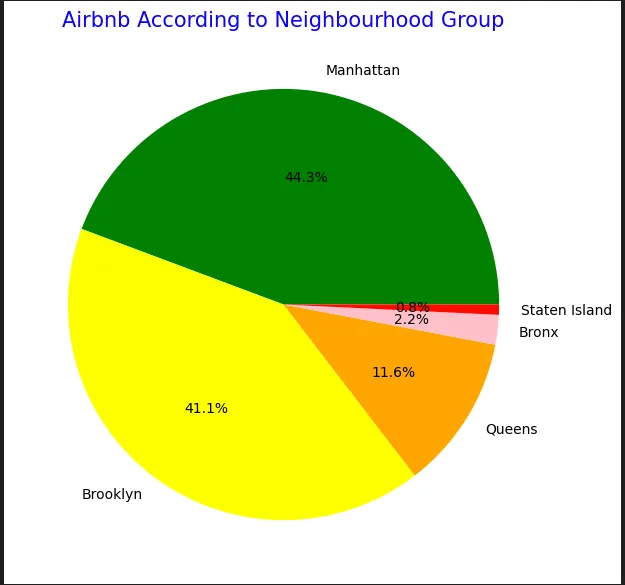 Airbnb According to Neighbourhood Group
Manhattan
44.3%
0.8%
Staten Island
2.2%
Bronx
11.6%
41.1%
Queens
Brooklyn